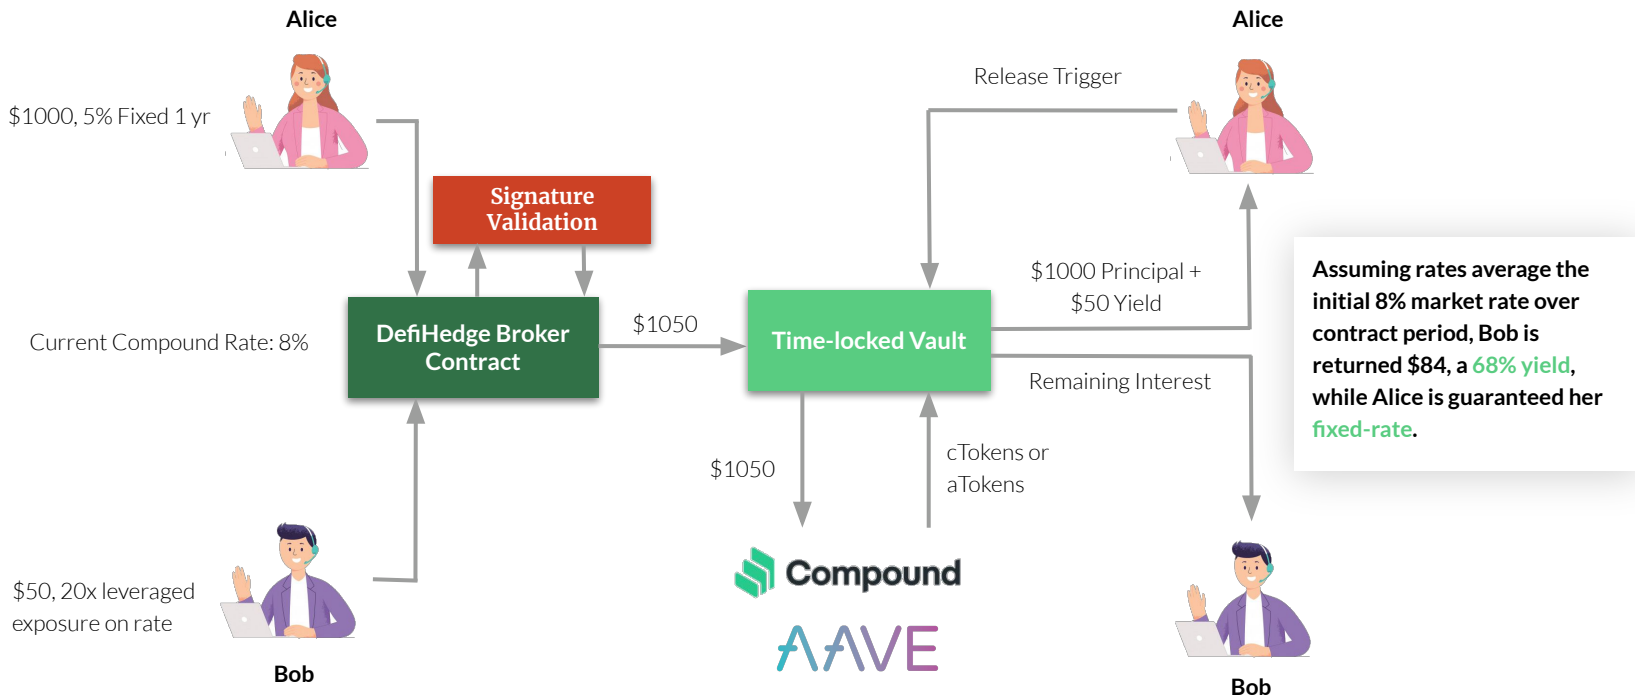 Alice
Alice
$1000, 5% Fixed 1 yr
Release Trigger
Signature
Validation
$1000 Principal +
$50 Yield
Assuming rates average the
initial 8% market rate over
contract period, Bob is
returned $84, a 68% yield,
while Alice is guaranteed her
fixed-rate.
Current Compound Rate: 8%
DefiHedge Broker
Contract
$1050
Time-locked Vault
Remaining Interest
$1050
cTokens or
aTokens
Compound
AAVE
$50, 20x leveraged
exposure on rate
Bob
Bob